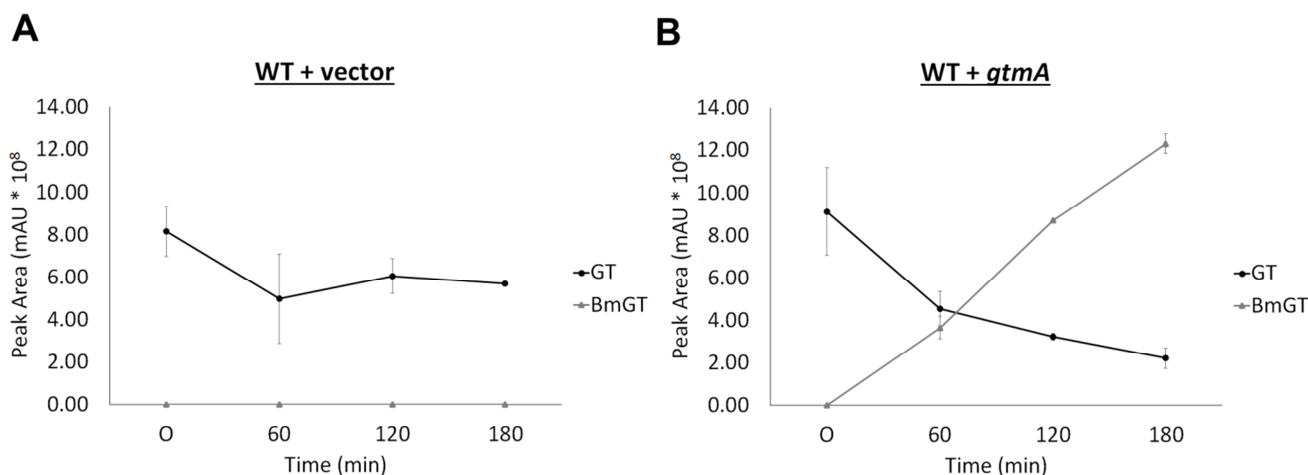 A
WT + vector
14.00
12.00
10.00
8.00
6.00
4.00
2.00
0.00
Peak Area (mAU * 10⁸
O 60 120 180
Time (min)
GT
BmGT
B
WT + gtmA
14.00
12.00
10.00
8.00
6.00
4.00
2.00
0.00
Peak Area (mAU * 10⁸
O 60 120 180
Time (min)
GT
BmGT